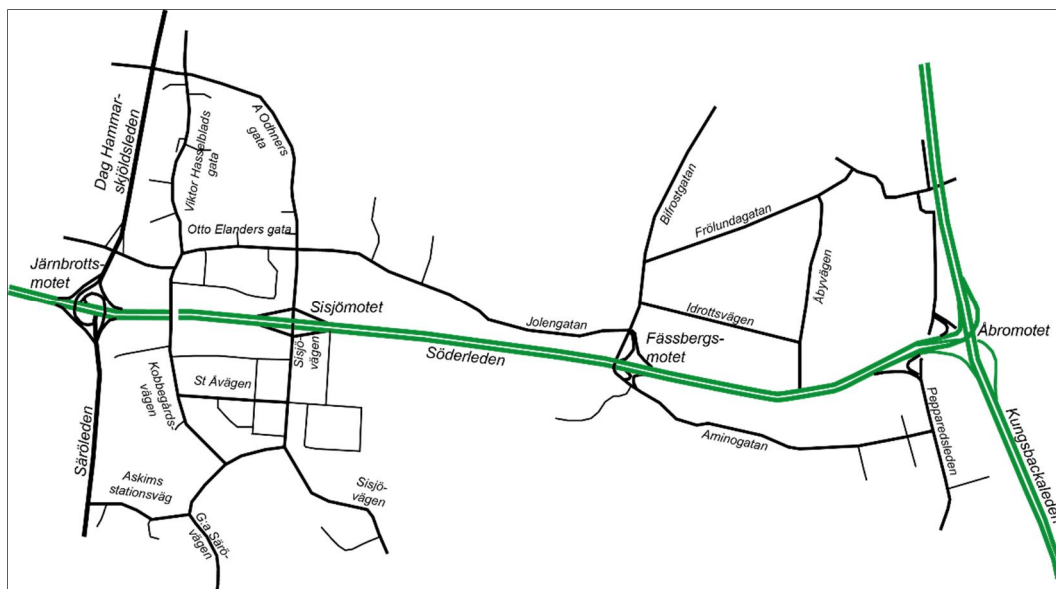 Dag Hammar-
skjöldsleden
Viktor Hasselblads
gata
A Odhners
gata
Otto Elanders gata
Järnbrotts-
motet
Sisjömotet
Sisjö-
vägen
Söderleden
Jolengatan
Bifrostgatan
Frölundagatan
Idrottsvägen
Åbyvägen
Fässbergs-
motet
Åbromotet
St Åvägen
Kobbegårds-
vägen
Säröleden
Askims
stationsväg
G:a Särö-
vägen
Sisjö-
vägen
Aminogatan
Pepparedsleden
Kungsbackaleden